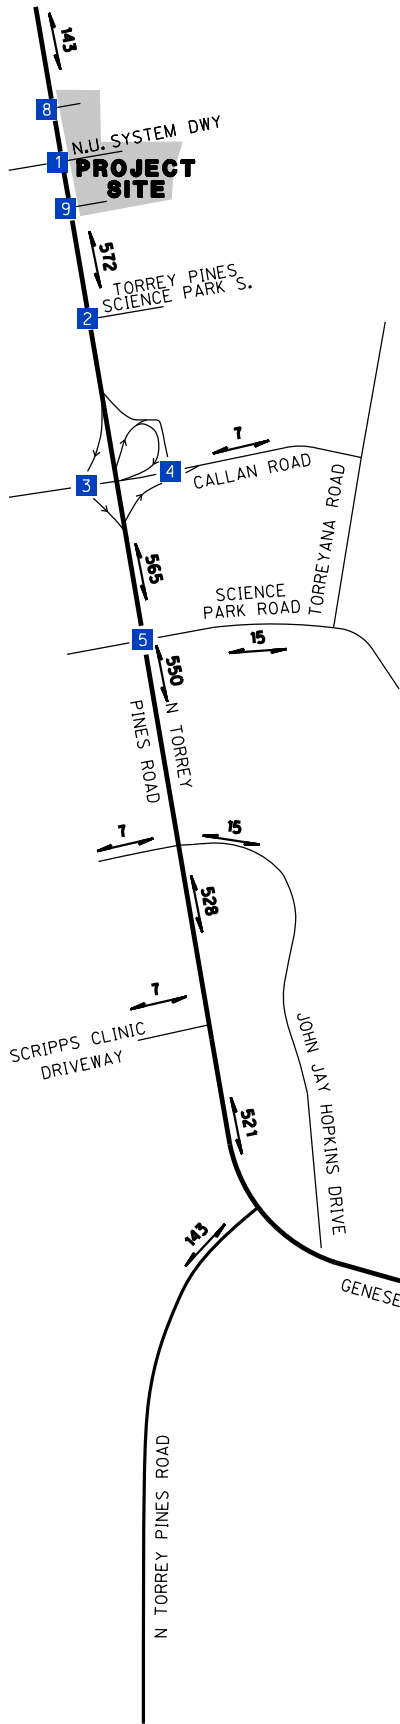 143
8
N.U. SYSTEM DWY
1
PROJECT
SITE
9
572
TORREY PINES
SCIENCE PARK S.
2
7
4
CALLAN ROAD
3
TORREYANA ROAD
565
SCIENCE
PARK ROAD
5
15
550
N TORREY
PINES ROAD
7
15
528
7
SCRIPPS CLINIC
DRIVEWAY
JOHN JAY HOPKINS DRIVE
521
143
GENESE
N TORREY PINES ROAD